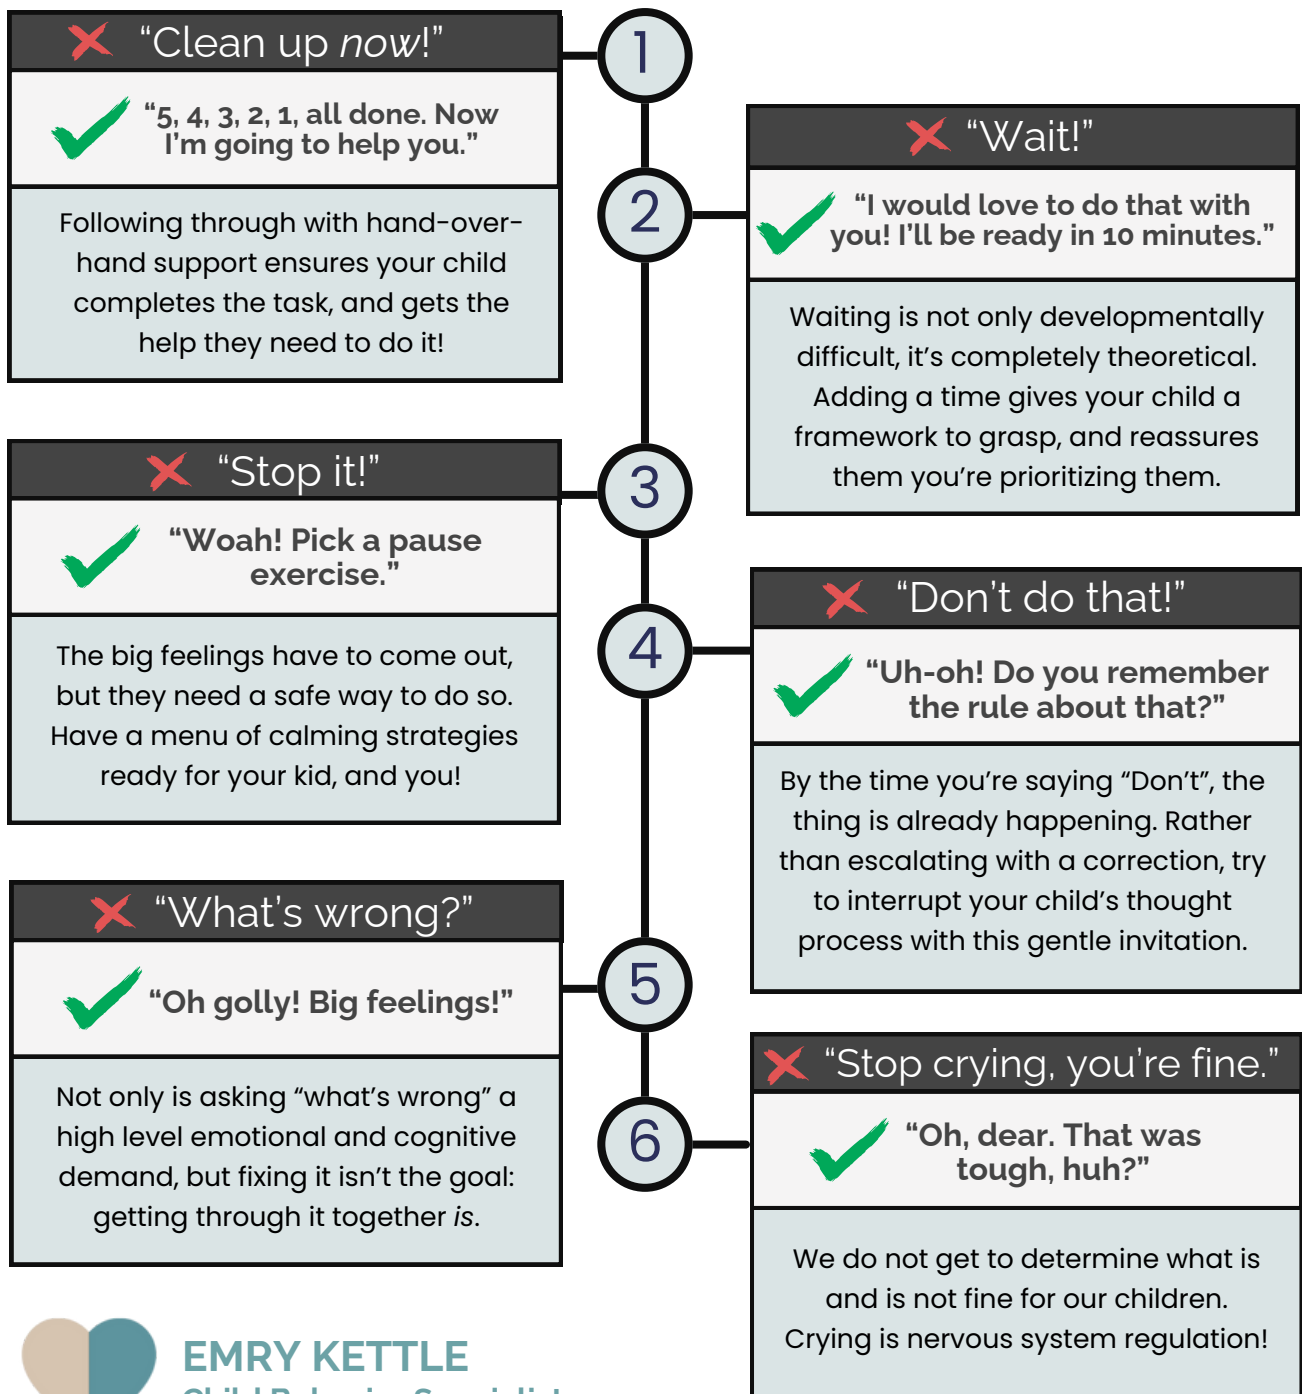 “Clean up now!”
“5, 4, 3, 2, 1, all done. Now
I’m going to help you.”
Following through with hand-over-
hand support ensures your child
completes the task, and gets the
help they need to do it!
1
2
“Wait!”
“I would love to do that with
you! I’ll be ready in 10 minutes.”
Waiting is not only developmentally
difficult, it’s completely theoretical.
Adding a time gives your child a
framework to grasp, and reassures
them you’re prioritizing them.
“Stop it!”
“Woah! Pick a pause
exercise.”
The big feelings have to come out,
but they need a safe way to do so.
Have a menu of calming strategies
ready for your kid, and you!
3
4
“Don’t do that!”
“Uh-oh! Do you remember
the rule about that?”
By the time you’re saying “Don’t”, the
thing is already happening. Rather
than escalating with a correction, try
to interrupt your child’s thought
process with this gentle invitation.
“What’s wrong?”
“Oh golly! Big feelings!”
Not only is asking “what’s wrong” a
high level emotional and cognitive
demand, but fixing it isn’t the goal:
getting through it together is.
5
6
“Stop crying, you’re fine.”
“Oh, dear. That was
tough, huh?”
We do not get to determine what is
and is not fine for our children.
Crying is nervous system regulation!
EMRY KETTLE
Child Behavior Specialist